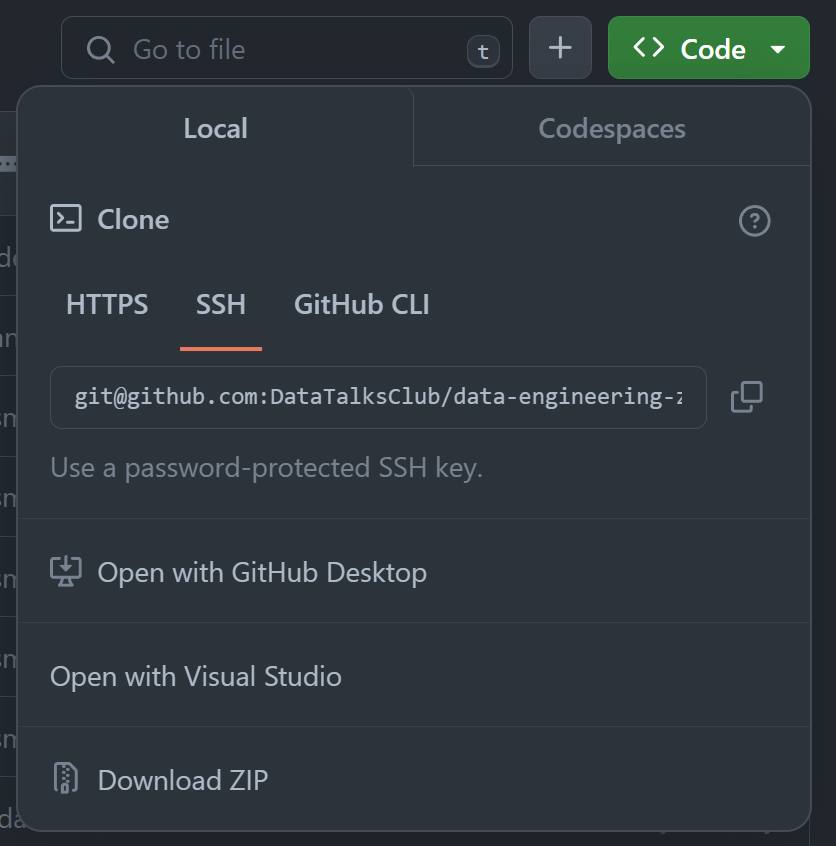 Go to file
t
Code
Local
Codespaces
Clone
HTTPS
SSH
GitHub CLI
git@github.com:DataTalksClub/data-engineering-z
Use a password-protected SSH key.
Open with GitHub Desktop
Open with Visual Studio
Download ZIP